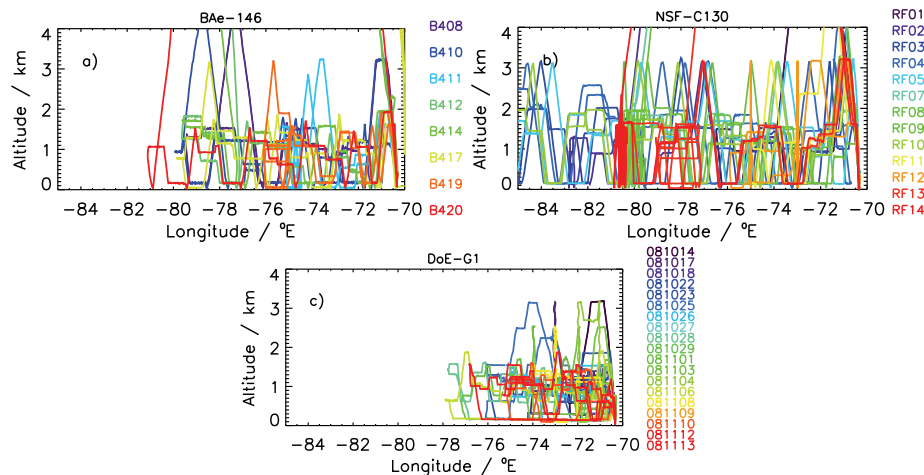 BAe-146
a)
Altitude / km
4
3
2
1
0
−84 −82 −80 −78 −76 −74 −72 −70
Longitude / °E
B408
B410
B411
B412
B414
B417
B419
B420
NSF-C130
b)
Altitude / km
4
3
2
1
0
−84 −82 −80 −78 −76 −74 −72 −70
Longitude / °E
RF01
RF02
RF03
RF04
RF05
RF07
RF08
RF09
RF10
RF11
RF12
RF13
RF14
DoE-G1
c)
Altitude / km
4
3
2
1
0
−84 −82 −80 −78 −76 −74 −72 −70
Longitude / °E
081014
081017
081018
081022
081023
081025
081026
081027
081028
081029
081101
081103
081104
081106
081108
081109
081110
081112
081113